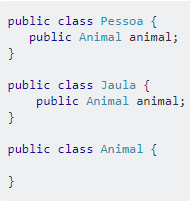 public class Pessoa {
   public Animal animal;
}

public class Jaula {
    public Animal animal;
}

public class Animal {

}